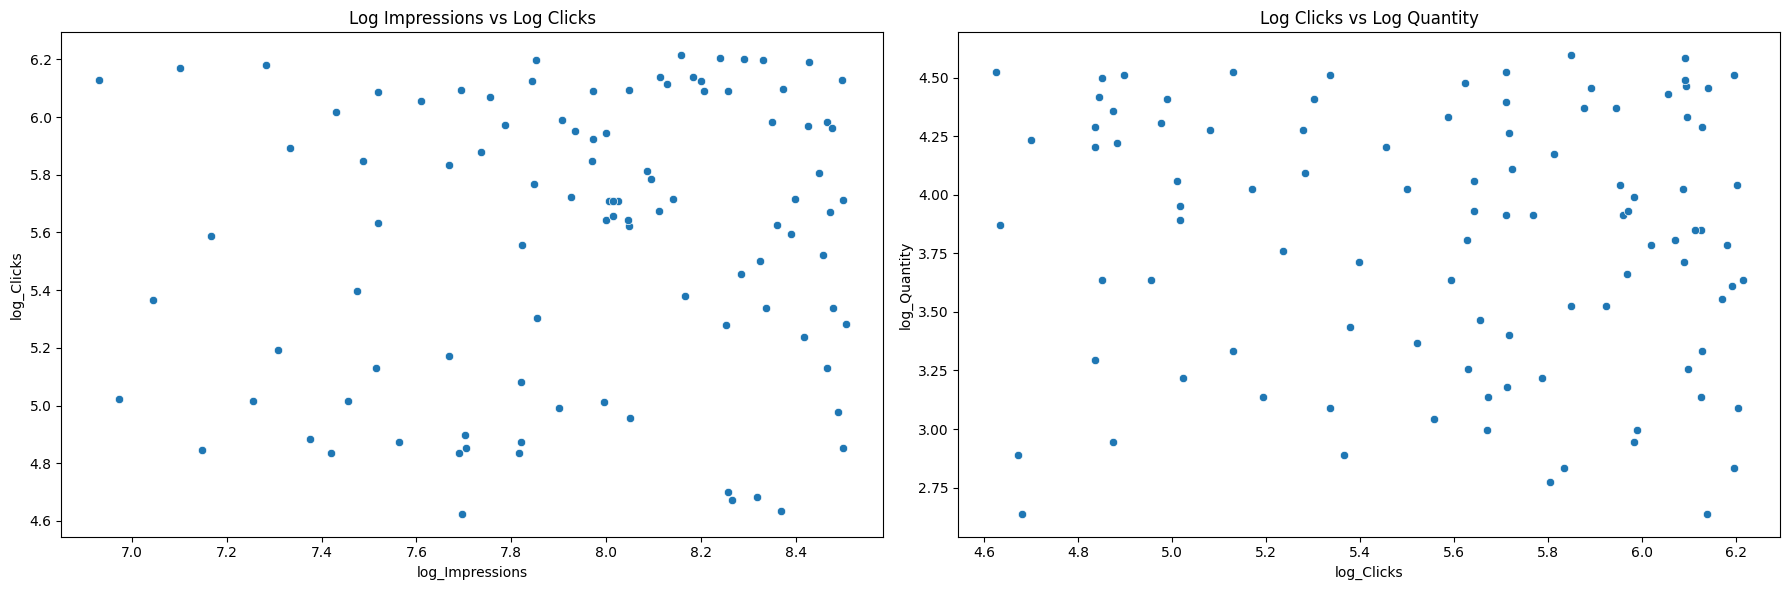 Log Impressions vs Log Clicks
log_Clicks
6.2
6.0
5.8
5.6
5.4
5.2
5.0
4.8
4.6
7.0 7.2 7.4 7.6 7.8 8.0 8.2 8.4
log_Impressions
Log Clicks vs Log Quantity
log_Quantity
4.50
4.25
4.00
3.75
3.50
3.25
3.00
2.75
4.6 4.8 5.0 5.2 5.4 5.6 5.8 6.0 6.2
log_Clicks